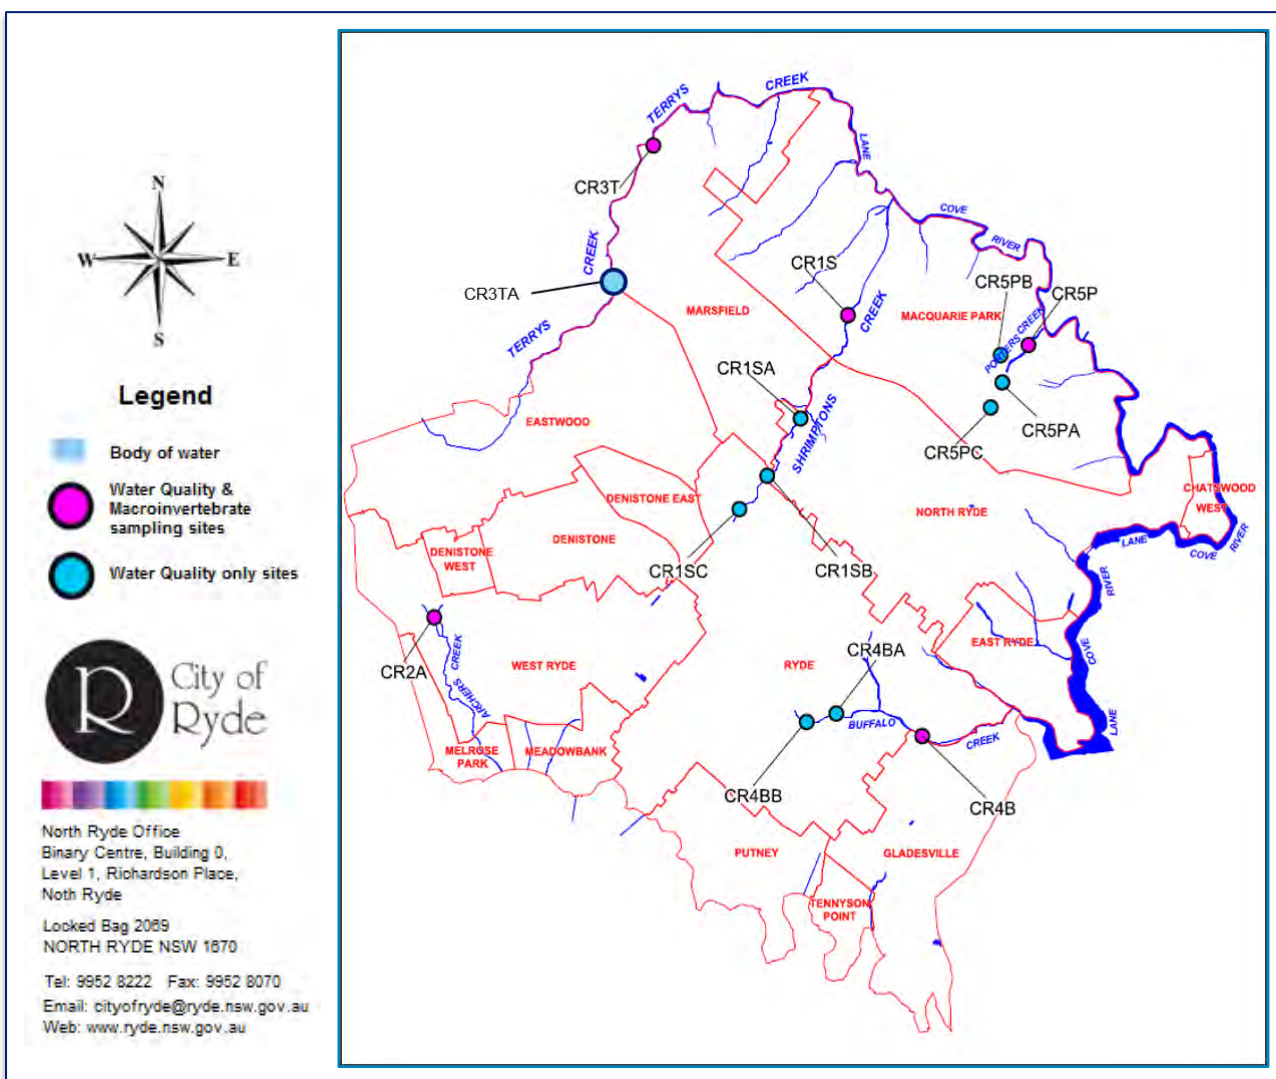 N
W
E
S
Legend
Body of water
Water Quality &
Macroinvertebrate
sampling sites
Water Quality only sites
R
City of
Ryde
North Ryde Office
Binary Centre, Building 0,
Level 1, Richardson Place,
Noth Ryde
Locked Bag 2069
NORTH RYDE NSW 1670
Tel: 9952 8222 Fax: 9952 8070
Email: cityofryde@ryde.nsw.gov.au
Web: www.ryde.nsw.gov.au
TERRYS
CREEK
LANE
COVE
RIVER
CR3T
CREEK
CR3TA
TERRYS
CR1S
CREEK
MARSFIELD
MACQUARIE PARK
CR5PB
CR5P
PORTERS CREEK
CR1SA
SHRIMPTONS
CR5PA
CR5PC
EASTWOOD
DENISTONE EAST
DENISTONE
DENISTONE
WEST
NORTH RYDE
CHATSWOOD
WEST
LANE
COVE
RIVER
CR1SC
CR1SB
RIVER
COVE
LANE
EAST RYDE
CR2A
ARCHERS
CREEK
WEST RYDE
RYDE
CR4BA
BUFFALO
CREEK
MELROSE
PARK
MEADOWBANK
CR4BB
CR4B
PUTNEY
GLADESVILLE
TENNYSON
POINT